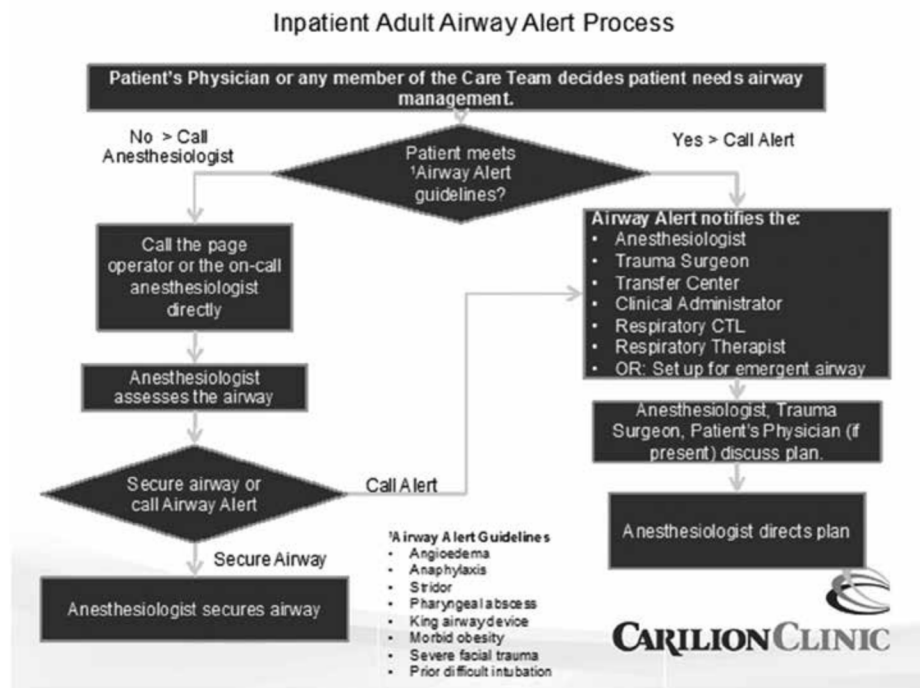 Inpatient Adult Airway Alert Process
Patient's Physician or any member of the Care Team decides patient needs airway
management.
No > Call
Anesthesiologist
Patient meets
¹Airway Alert
guidelines?
Yes > Call Alert
Call the page
operator or the on-call
anesthesiologist
directly
Anesthesiologist
assesses the airway
Secure airway or
call Airway Alert
Call Alert
Secure Airway
Anesthesiologist secures airway
Airway Alert notifies the:
• Anesthesiologist
• Trauma Surgeon
• Transfer Center
• Clinical Administrator
• Respiratory CTL
• Respiratory Therapist
• OR: Set up for emergent airway
Anesthesiologist, Trauma
Surgeon, Patient's Physician (if
present) discuss plan.
Anesthesiologist directs plan
¹Airway Alert Guidelines
• Angioedema
• Anaphylaxis
• Stridor
• Pharyngeal abscess
• King airway device
• Morbid obesity
• Severe facial trauma
• Prior difficult intubation
CARILION CLINIC